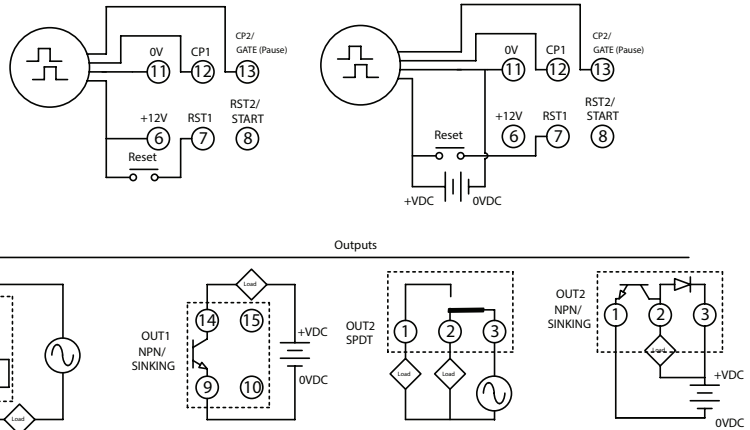 CP2/
GATE (Pause)
0V
CP1
11
12
13
+12V
RST1
RST2/
START
6
7
8
Reset
CP2/
GATE (Pause)
0V
CP1
11
12
13
+12V
RST1
RST2/
START
6
7
8
Reset
+VDC
0VDC
Outputs
Load
OUT1
NPN/
SINKING
14
15
9
10
Load
+VDC
0VDC
OUT2
SPDT
1
2
3
Load
Load
OUT2
NPN/
SINKING
1
2
3
Load
+VDC
0VDC